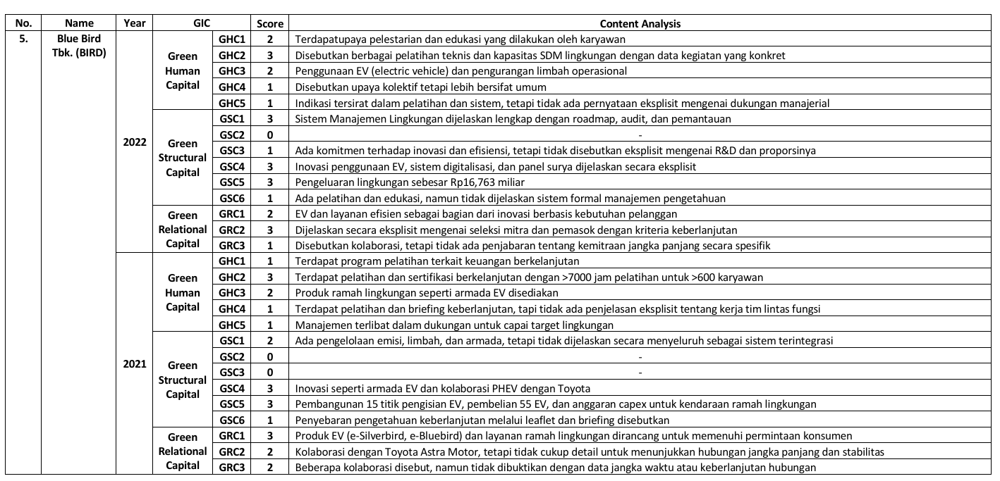 No. Name Year GIC Score Content Analysis
5. Blue Bird Tbk. (BIRD) 2022 Green Human Capital GHC1 2 Terdapatupaya pelestarian dan edukasi yang dilakukan oleh karyawan
GHC2 3 Disebutkan berbagai pelatihan teknis dan kapasitas SDM lingkungan dengan data kegiatan yang konkret
GHC3 2 Penggunaan EV (electric vehicle) dan pengurangan limbah operasional
GHC4 1 Disebutkan upaya kolektif tetapi lebih bersifat umum
GHC5 1 Indikasi tersirat dalam pelatihan dan sistem, tetapi tidak ada pernyataan eksplisit mengenai dukungan manajerial
Green Structural Capital GSC1 3 Sistem Manajemen Lingkungan dijelaskan lengkap dengan roadmap, audit, dan pemantauan
GSC2 0 -
GSC3 1 Ada komitmen terhadap inovasi dan efisiensi, tetapi tidak disebutkan eksplisit mengenai R&D dan proporsinya
GSC4 3 Inovasi penggunaan EV, sistem digitalisasi, dan panel surya dijelaskan secara eksplisit
GSC5 3 Pengeluaran lingkungan sebesar Rp16,763 miliar
GSC6 1 Ada pelatihan dan edukasi, namun tidak dijelaskan sistem formal manajemen pengetahuan
Green Relational Capital GRC1 2 EV dan layanan efisien sebagai bagian dari inovasi berbasis kebutuhan pelanggan
GRC2 3 Dijelaskan secara eksplisit mengenai seleksi mitra dan pemasok dengan kriteria keberlanjutan
GRC3 1 Disebutkan kolaborasi, tetapi tidak ada penjabaran tentang kemitraan jangka panjang secara spesifik
2021 Green Human Capital GHC1 1 Terdapat program pelatihan terkait keuangan berkelanjutan
GHC2 3 Terdapat pelatihan dan sertifikasi berkelanjutan dengan >7000 jam pelatihan untuk >600 karyawan
GHC3 2 Produk ramah lingkungan seperti armada EV disediakan
GHC4 1 Terdapat pelatihan dan briefing keberlanjutan, tapi tidak ada penjelasan eksplisit tentang kerja tim lintas fungsi
GHC5 1 Manajemen terlibat dalam dukungan untuk capai target lingkungan
Green Structural Capital GSC1 2 Ada pengelolaan emisi, limbah, dan armada, tetapi tidak dijelaskan secara menyeluruh sebagai sistem terintegrasi
GSC2 0 -
GSC3 0 -
GSC4 3 Inovasi seperti armada EV dan kolaborasi PHEV dengan Toyota
GSC5 3 Pembangunan 15 titik pengisian EV, pembelian 55 EV, dan anggaran capex untuk kendaraan ramah lingkungan
GSC6 1 Penyebaran pengetahuan keberlanjutan melalui leaflet dan briefing disebutkan
Green Relational Capital GRC1 3 Produk EV (e-Silverbird, e-Bluebird) dan layanan ramah lingkungan dirancang untuk memenuhi permintaan konsumen
GRC2 2 Kolaborasi dengan Toyota Astra Motor, tetapi tidak cukup detail untuk menunjukkan hubungan jangka panjang dan stabilitas
GRC3 2 Beberapa kolaborasi disebut, namun tidak dibuktikan dengan data jangka waktu atau keberlanjutan hubungan